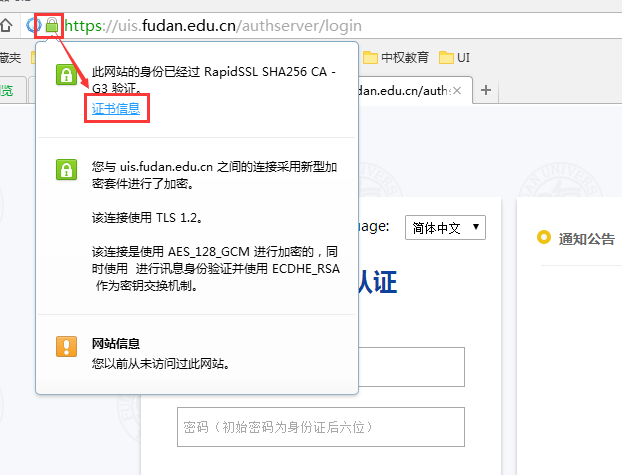 https://uis.fudan.edu.cn/authserver/login
藏夹
中权教育
UI
览
dan.edu.cn/auths
此网站的身份已经过 RapidSSL SHA256 CA -
G3 验证。
证书信息
您与 uis.fudan.edu.cn 之间的连接采用新型加
密套件进行了加密。
该连接使用 TLS 1.2。
该连接是使用 AES_128_GCM 进行加密的，同
时使用 进行讯息身份验证并使用 ECDHE_RSA
作为密钥交换机制。
网站信息
您以前从未访问过此网站。
uage:
简体中文
通知公告
认证
密码（初始密码为身份证后六位）